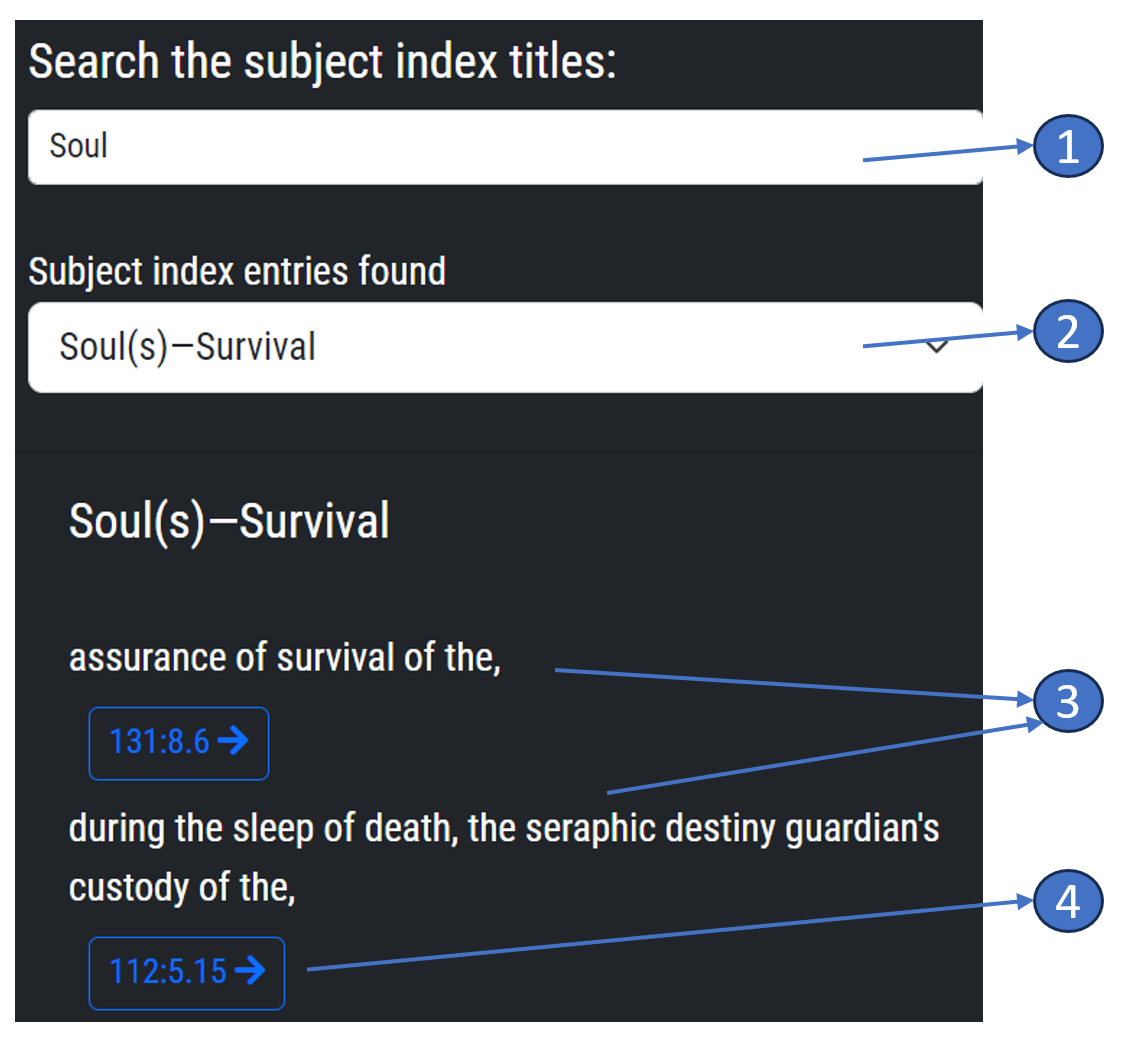 Search the subject index titles:
Soul
1
Subject index entries found
Soul(s)—Survival
2
Soul(s)—Survival
assurance of survival of the,
3
131:8.6
during the sleep of death, the seraphic destiny guardian's
custody of the,
4
112:5.15